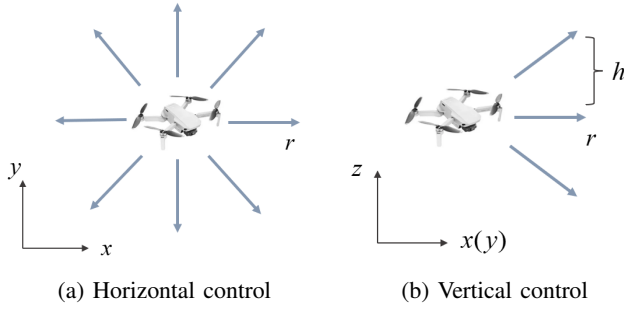 h
r
r
y
z
x
x(y)
(a) Horizontal control
(b) Vertical control